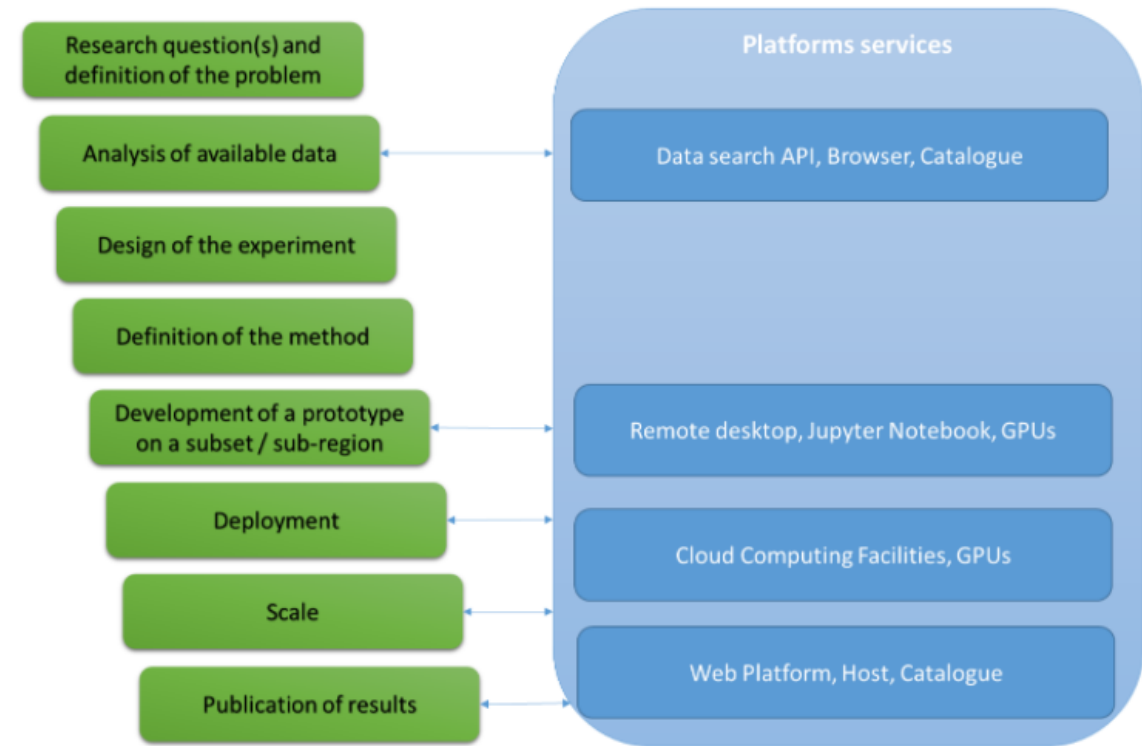 Research question(s) and
definition of the problem
Analysis of available data
Design of the experiment
Definition of the method
Development of a prototype
on a subset / sub-region
Deployment
Scale
Publication of results
Platforms services
Data search API, Browser, Catalogue
Remote desktop, Jupyter Notebook, GPUs
Cloud Computing Facilities, GPUs
Web Platform, Host, Catalogue